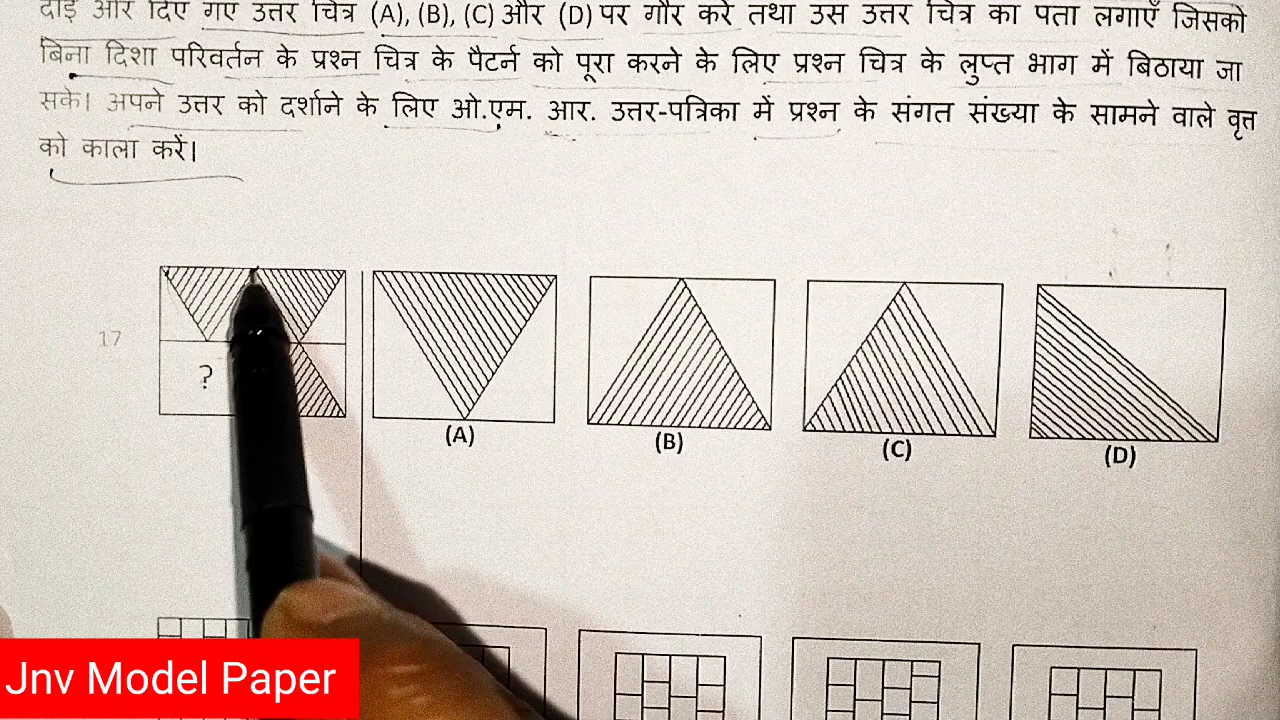 और दिए गए उत्तर चित्र (A), (B), (C) और (D) पर गौर करें तथा उस उत्तर चित्र का पता लगाएँ जिसको
बिना दिशा परिवर्तन के प्रश्न चित्र के पैटर्न को पूरा करने के लिए प्रश्न चित्र के लुप्त भाग में बिठाया जा
सके। अपने उत्तर को दर्शाने के लिए ओ.एम. आर. उत्तर-पत्रिका में प्रश्न के संगत संख्या के सामने वाले वृत्त
को काला करें।
17
?
(A)
(B)
(C)
(D)
Jnv Model Paper